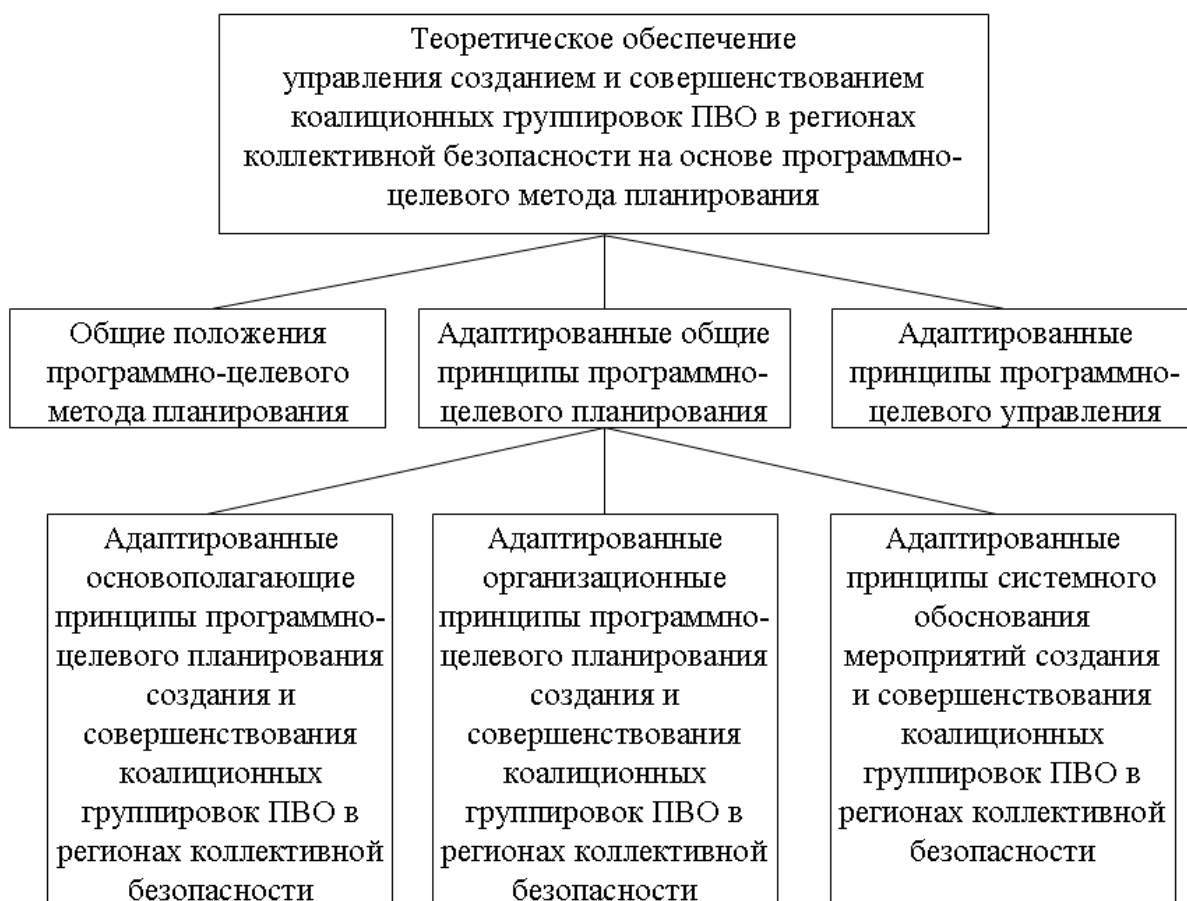 Теоретическое обеспечение
управления созданием и совершенствованием
коалиционных группировок ПВО в регионах
коллективной безопасности на основе программно-
целевого метода планирования
Общие положения
программно-целевого
метода планирования
Адаптированные общие
принципы программно-
целевого планирования
Адаптированные
принципы программно-
целевого управления
Адаптированные
основополагающие
принципы программно-
целевого планирования
создания и
совершенствования
коалиционных
группировок ПВО в
регионах коллективной
безопасности
Адаптированные
организационные
принципы программно-
целевого планирования
создания и
совершенствования
коалиционных
группировок ПВО в
регионах коллективной
безопасности
Адаптированные
принципы системного
обоснования
мероприятий создания
и совершенствования
коалиционных
группировок ПВО в
регионах коллективной
безопасности